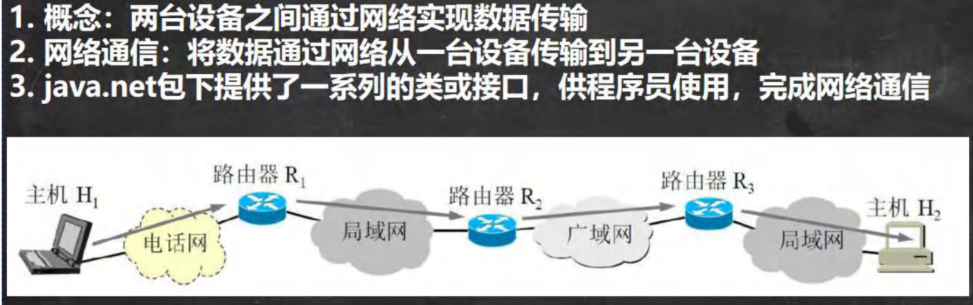 1. 概念：两台设备之间通过网络实现数据传输
2. 网络通信：将数据通过网络从一台设备传输到另一台设备
3. java.net包下提供了一系列的类或接口，供程序员使用，完成网络通信
主机 H1
路由器 R1
路由器 R2
路由器 R3
主机 H2
电话网
局域网
广域网
局域网